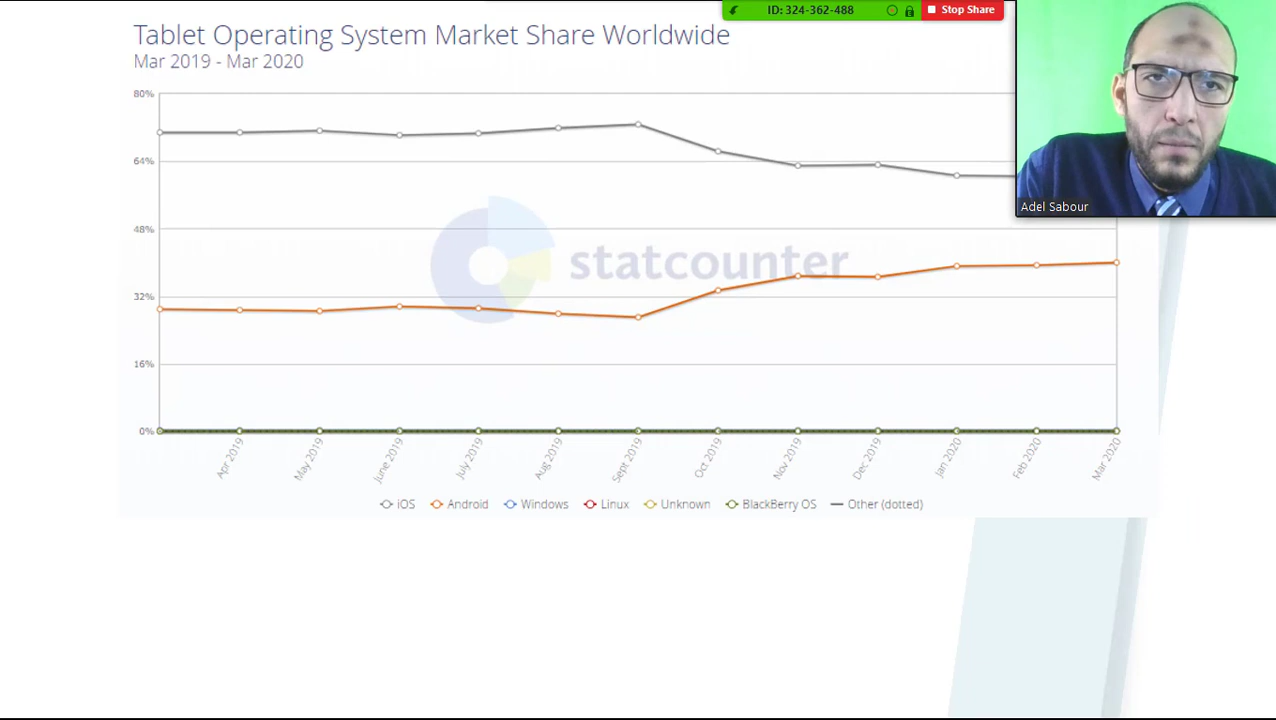 ID: 324-362-488
Stop Share
Tablet Operating System Market Share Worldwide
Mar 2019 - Mar 2020
Adel Sabour
80%
64%
48%
32%
16%
0%
statcounter
Apr 2019
May 2019
June 2019
July 2019
Aug 2019
Sept 2019
Oct 2019
Nov 2019
Dec 2019
Jan 2020
Feb 2020
Mar 2020
iOS Android Windows Linux Unknown BlackBerry OS Other (dotted)